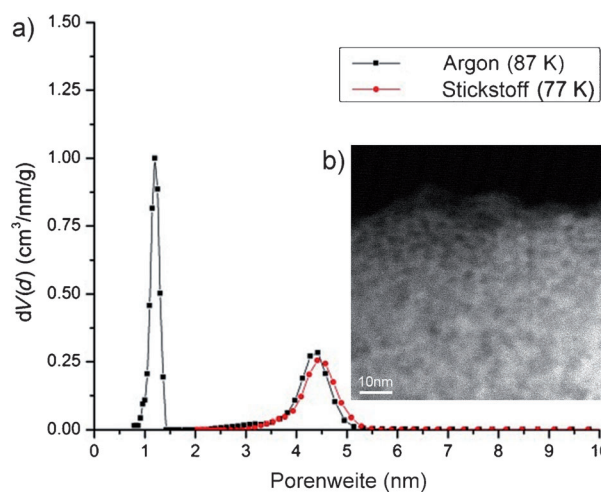 a)
1.50
1.25
1.00
0.75
0.50
0.25
0.00
dV(d) (cm³/nm/g)
Argon (87 K)
Stickstoff (77 K)
b)
10nm
0 1 2 3 4 5 6 7 8 9 10
Porenweite (nm)